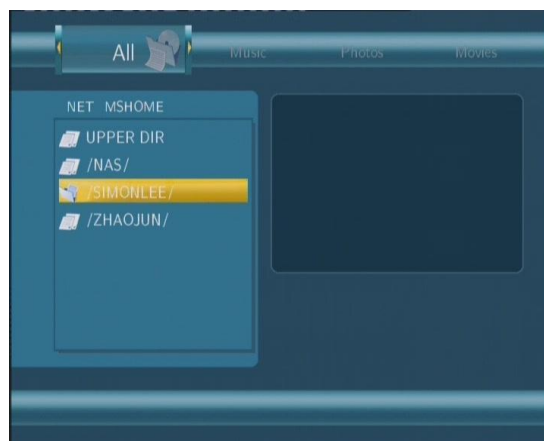 All Music Photos Movies
NET MSHOME
UPPER DIR
/NAS/
/SIMONLEE/
/ZHAOJUN/